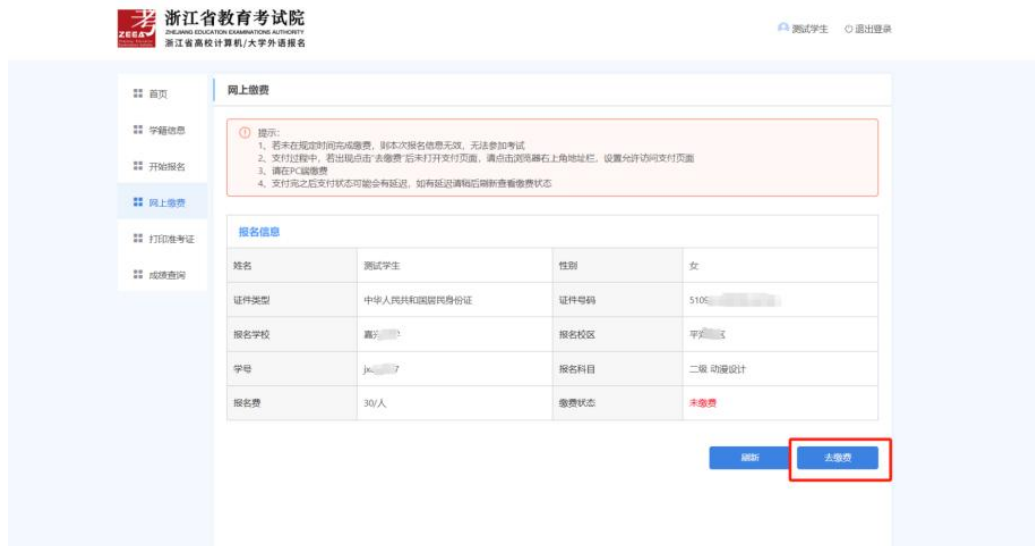 浙江省教育考试院
ZHEJIANG EDUCATION EXAMINATIONS AUTHORITY
浙江省高校计算机/大学外语报名
ZEEA
测试学生 退出登录
首页
学籍信息
开始报名
网上缴费
打印准考证
成绩查询
网上缴费
提示:
1、若未在规定时间完成缴费，则本次报名信息无效，无法参加考试
2、支付过程中，若出现点击“去缴费”后未打开支付页面，请点击浏览器右上角地址栏，设置允许访问支付页面
3、请在PC端缴费
4、支付完之后支付状态可能会有延迟，如有延迟请稍后刷新查看缴费状态
报名信息
姓名 测试学生 性别 女
证件类型 中华人民共和国居民身份证 证件号码 5109
报名学校 嘉 报名校区 平 区
学号 jx 7 报名科目 二级 动漫设计
报名费 30/人 缴费状态 未缴费
刷新 去缴费